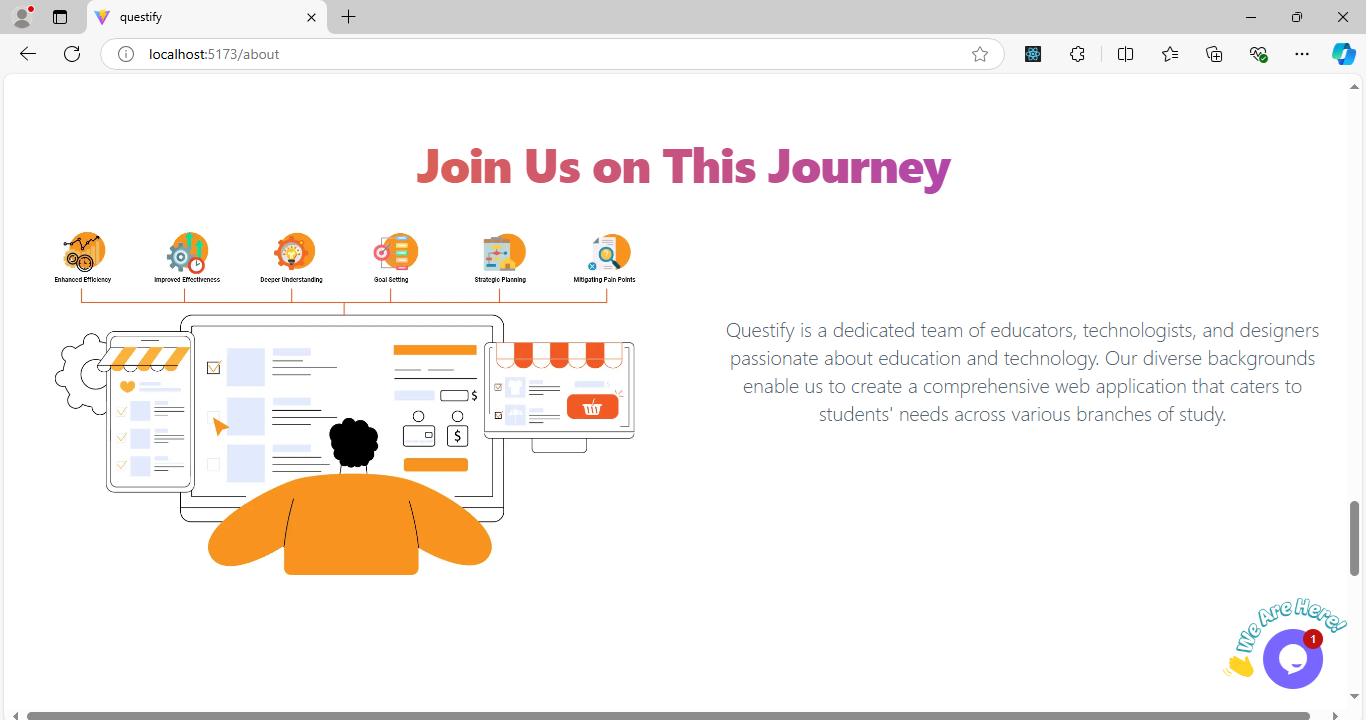 questify
localhost:5173/about
Join Us on This Journey
Enhanced Efficiency
Improved Effectiveness
Deeper Understanding
Goal Setting
Strategic Planning
Mitigating Pain Points
$
$
Questify is a dedicated team of educators, technologists, and designers
passionate about education and technology. Our diverse backgrounds
enable us to create a comprehensive web application that caters to
students' needs across various branches of study.
We Are Here!
1